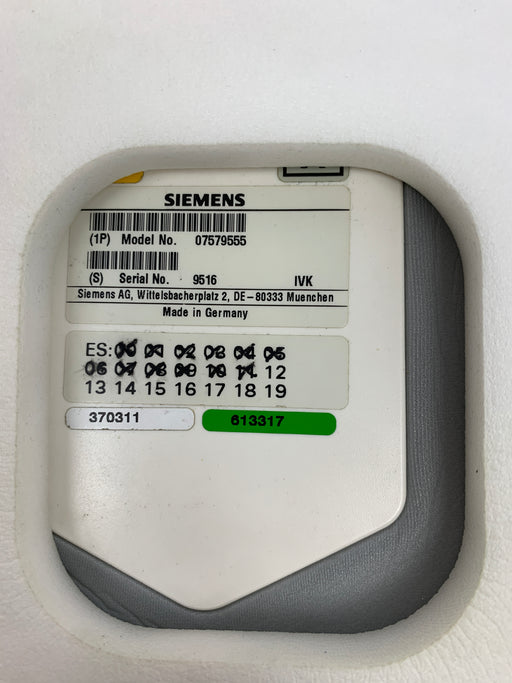 SIEMENS
(1P) Model No. 07579555
(S) Serial No. 9516 IVK
Siemens AG, Wittelsbacherplatz 2, DE-80333 Muenchen
Made in Germany
ES: 00 01 02 03 04 05
06 07 08 09 10 11 12
13 14 15 16 17 18 19
370311 613317